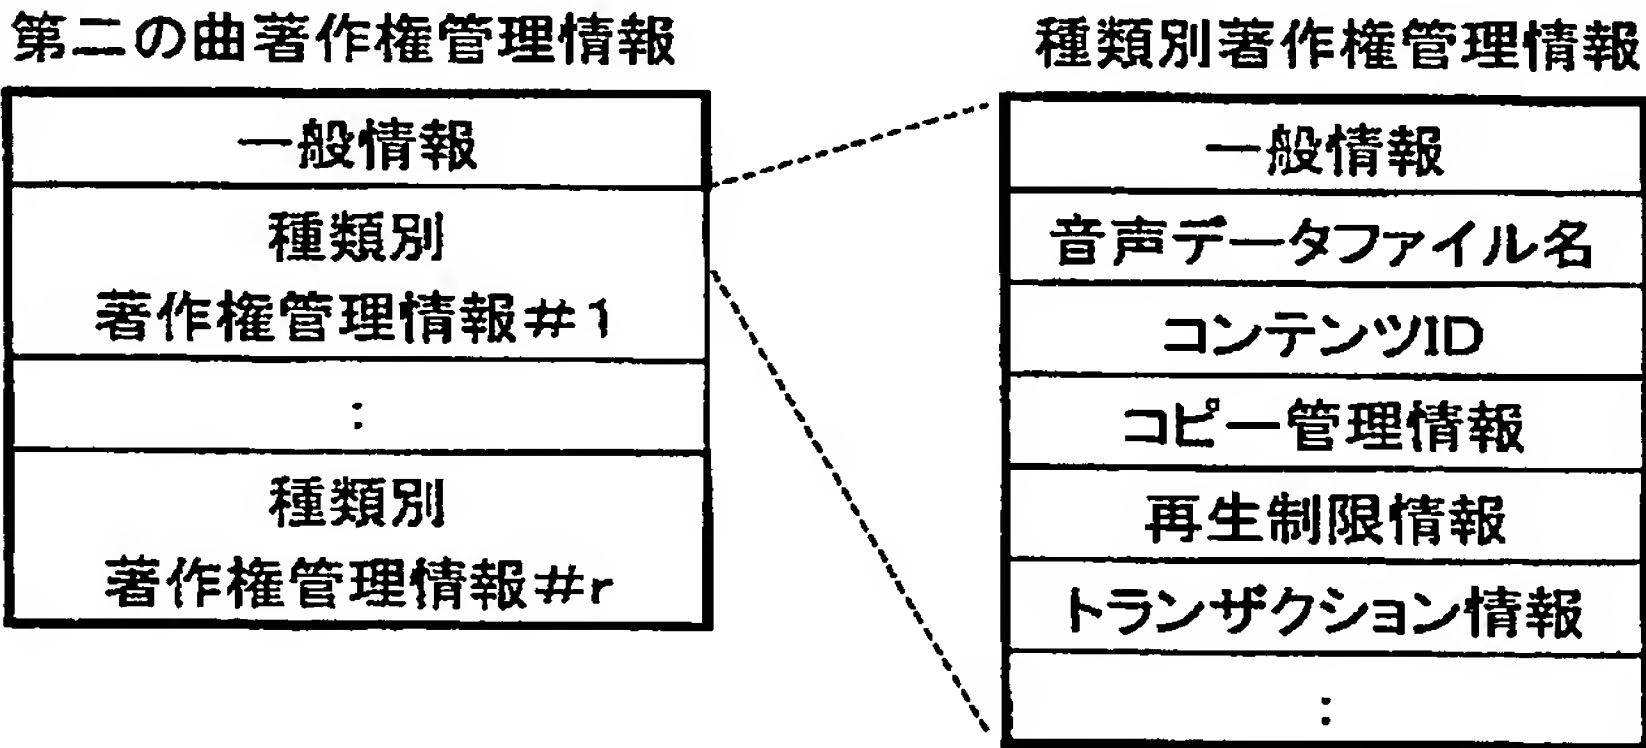 第二の曲著作権管理情報
一般情報
種類別
著作権管理情報#1
:
種類別
著作権管理情報#r
種類別著作権管理情報
一般情報
音声データファイル名
コンテンツID
コピー管理情報
再生制限情報
トランザクション情報
: